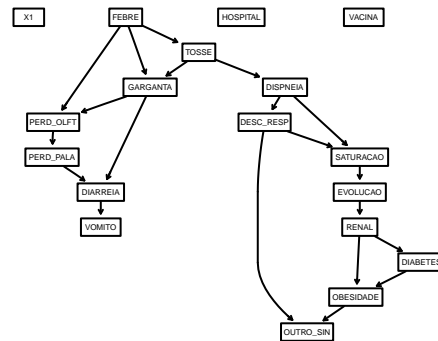 X1
FEBRE
HOSPITAL
VACINA
TOSSE
GARGANTA
DISPNEIA
PERD_OLFT
DESC_RESP
PERD_PALA
SATURACAO
DIARREIA
EVOLUCAO
VOMITO
RENAL
DIABETES
OBESIDADE
OUTRO_SIN